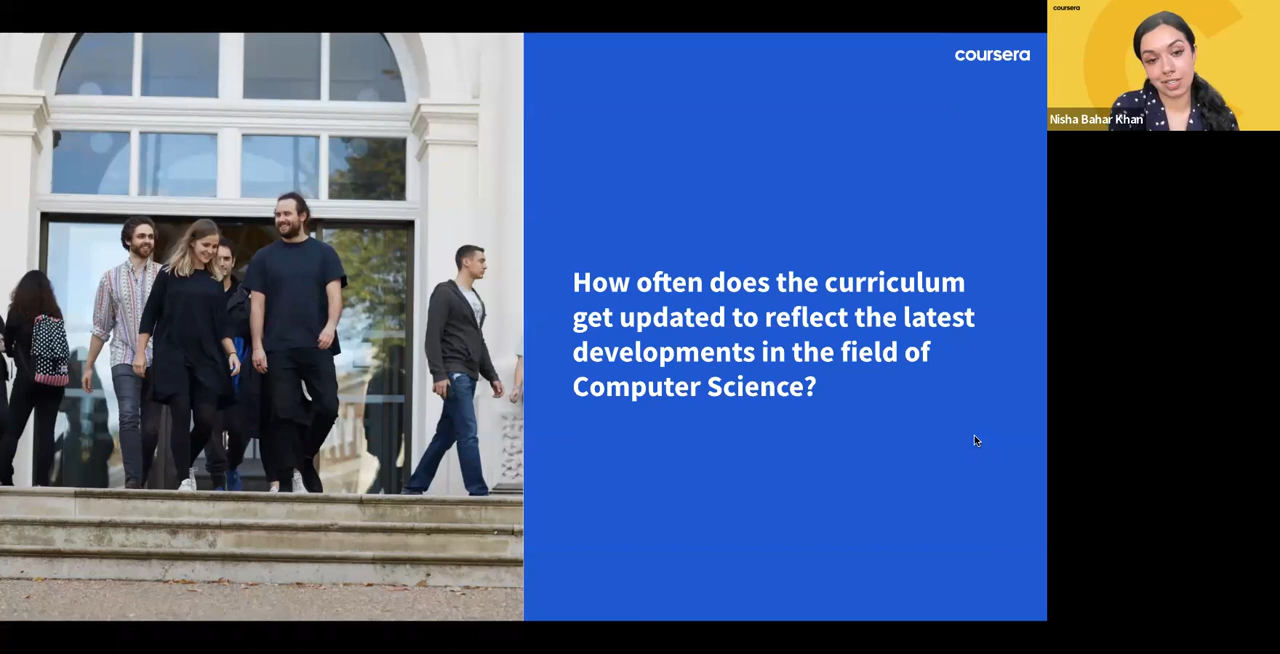 coursera
How often does the curriculum
get updated to reflect the latest
developments in the field of
Computer Science?
coursera
Nisha Bahar Khan